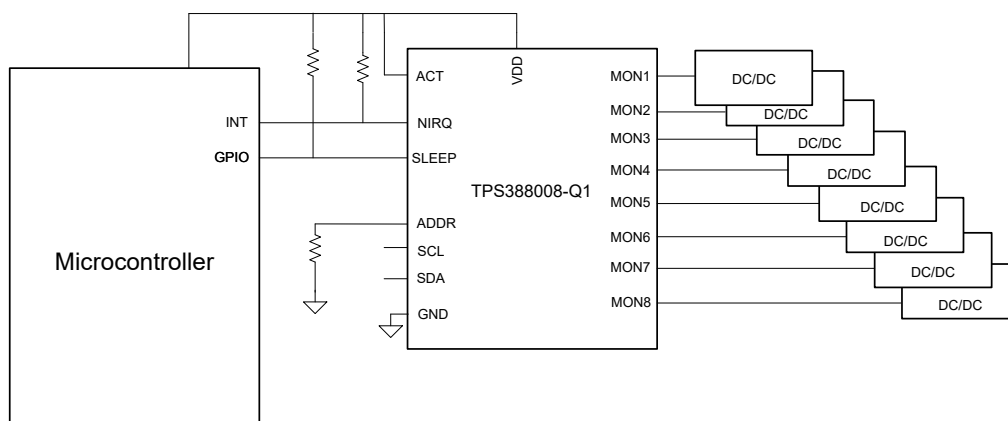 VDD
ACT
MON1
DC/DC
MON2
DC/DC
INT
NIRQ
MON3
DC/DC
GPIO
SLEEP
MON4
DC/DC
TPS388008-Q1
MON5
DC/DC
ADDR
MON6
DC/DC
Microcontroller
SCL
MON7
DC/DC
SDA
MON8
DC/DC
GND